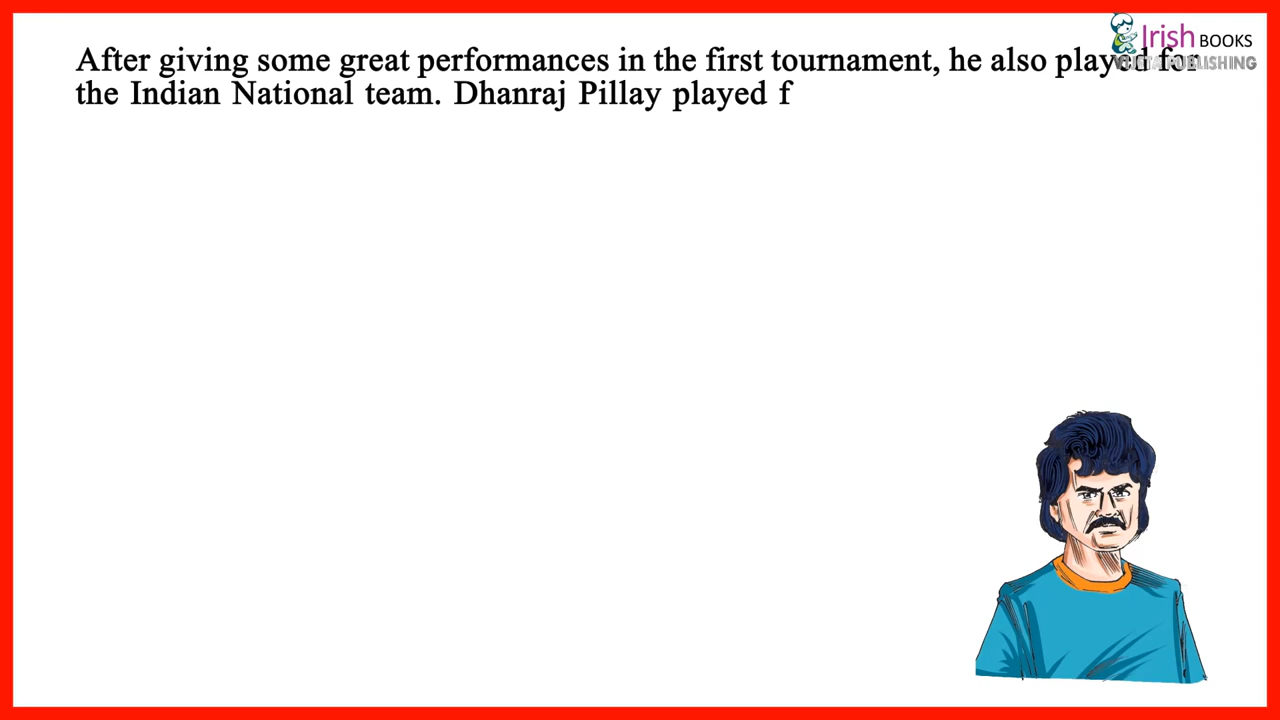 Irish BOOKS
After giving some great performances in the first tournament, he also played for
the Indian National team. Dhanraj Pillay played f